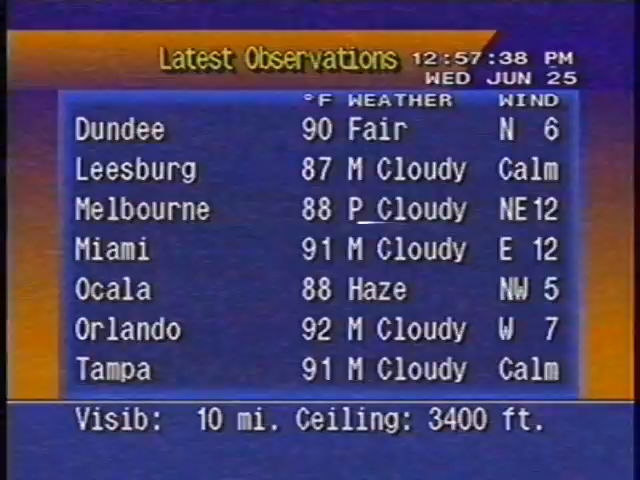 Latest Observations 12:57:38 PM
WED JUN 25
°F WEATHER WIND
Dundee 90 Fair N 6
Leesburg 87 M Cloudy Calm
Melbourne 88 P Cloudy NE12
Miami 91 M Cloudy E 12
Ocala 88 Haze NW 5
Orlando 92 M Cloudy W 7
Tampa 91 M Cloudy Calm
Visib: 10 mi. Ceiling: 3400 ft.